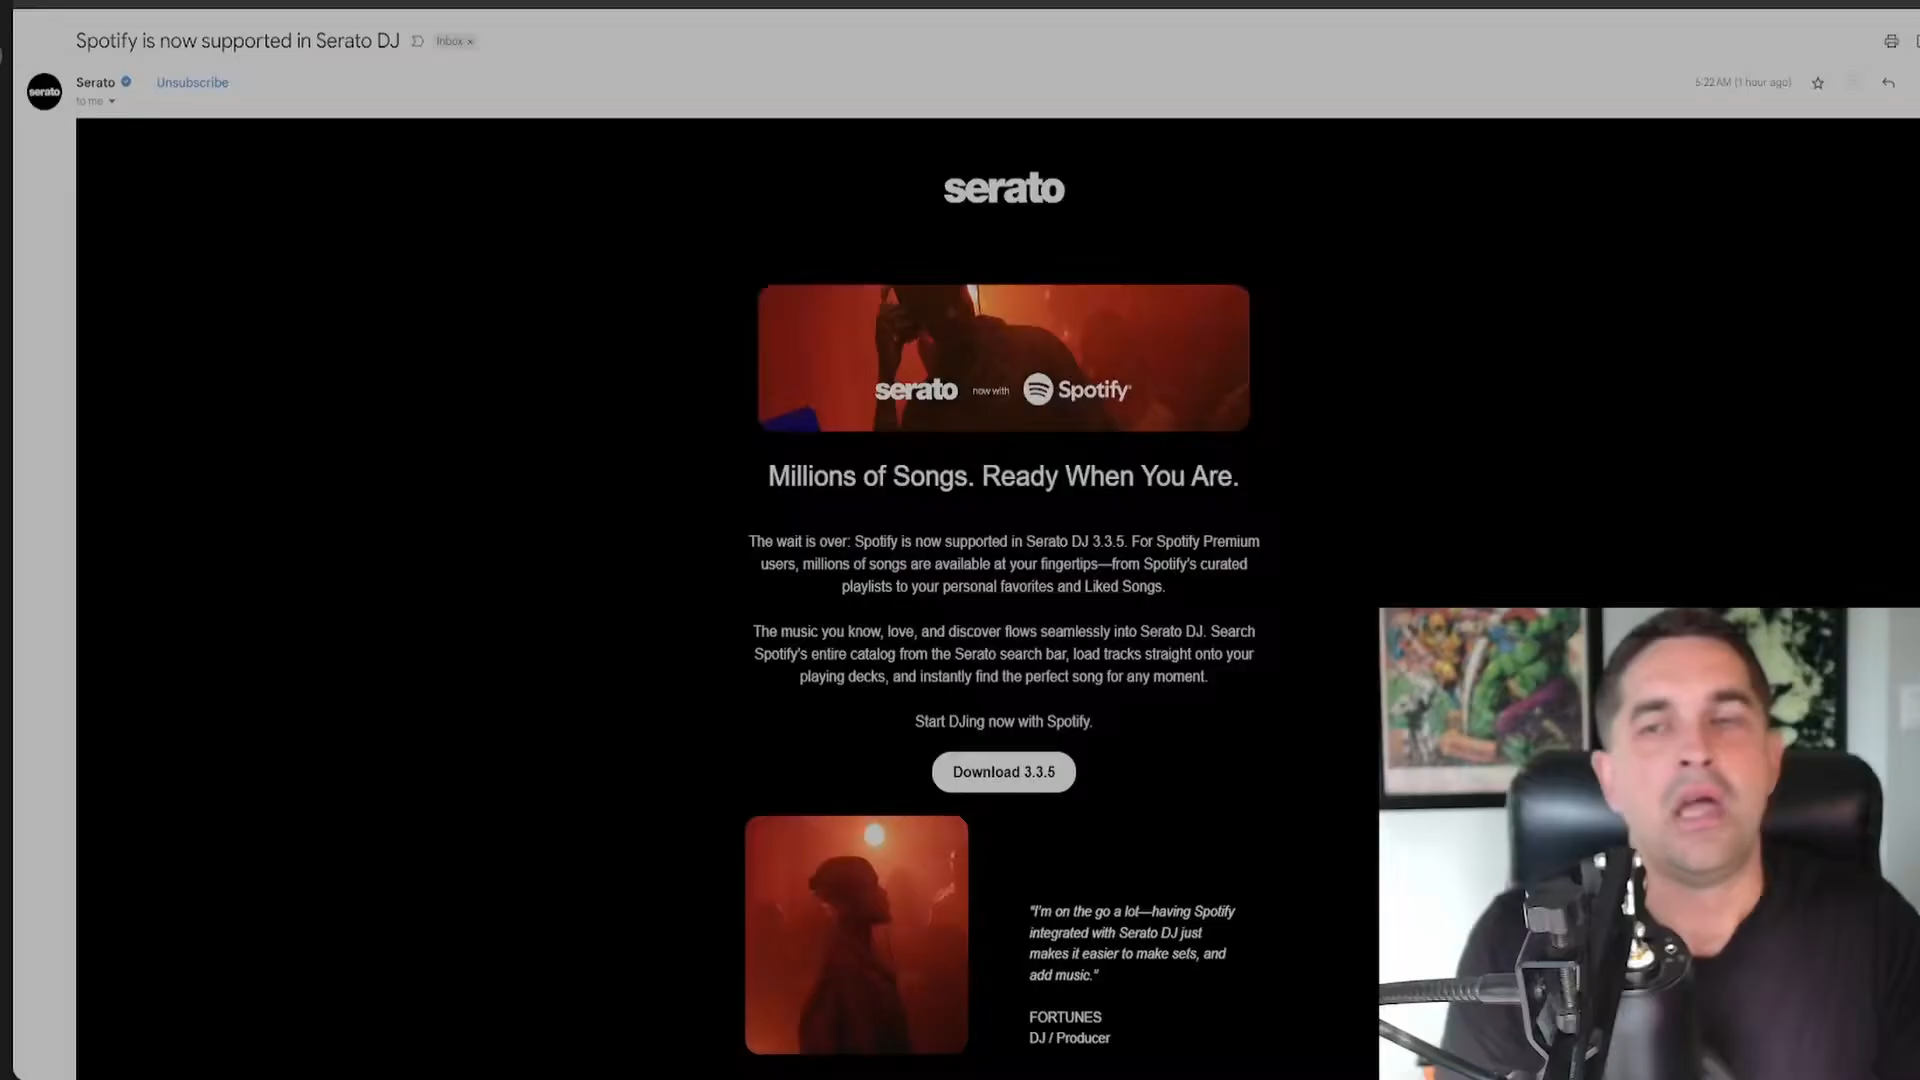 Spotify is now supported in Serato DJ
Inbox ×
serato
Serato
Unsubscribe
to me
5:22 AM (1 hour ago)
serato
serato now with Spotify
Millions of Songs. Ready When You Are.
The wait is over: Spotify is now supported in Serato DJ 3.3.5. For Spotify Premium
users, millions of songs are available at your fingertips—from Spotify's curated
playlists to your personal favorites and Liked Songs.
The music you know, love, and discover flows seamlessly into Serato DJ. Search
Spotify's entire catalog from the Serato search bar, load tracks straight onto your
playing decks, and instantly find the perfect song for any moment.
Start DJing now with Spotify.
Download 3.3.5
"I'm on the go a lot—having Spotify
integrated with Serato DJ just
makes it easier to make sets, and
add music."
FORTUNES
DJ / Producer